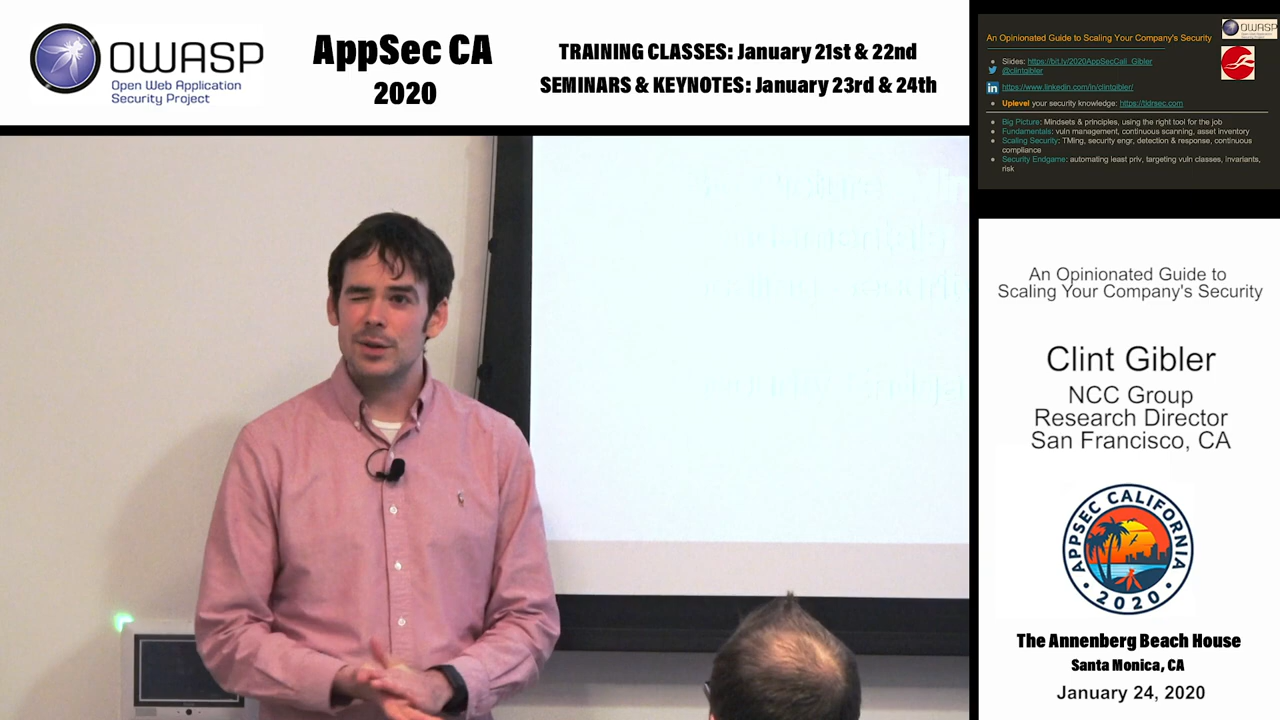 OWASP
Open Web Application
Security Project
AppSec CA
2020
TRAINING CLASSES: January 21st & 22nd
SEMINARS & KEYNOTES: January 23rd & 24th
An Opinionated Guide to Scaling Your Company's Security
OWASP
Slides: https://bit.ly/2020AppSecCali_Gibler
@clintgibler
in https://www.linkedin.com/in/clintgibler/
Uplevel your security knowledge: https://tldrsec.com
Big Picture: Mindsets & principles, using the right tool for the job
Fundamentals: vuln management, continuous scanning, asset inventory
Scaling Security: TMing, security engr, detection & response, continuous
compliance
Security Endgame: automating least priv, targeting vuln classes, invariants,
risk
An Opinionated Guide to
Scaling Your Company's Security
Clint Gibler
NCC Group
Research Director
San Francisco, CA
APPSEC CALIFORNIA
• 2020 •
The Annenberg Beach House
Santa Monica, CA
January 24, 2020